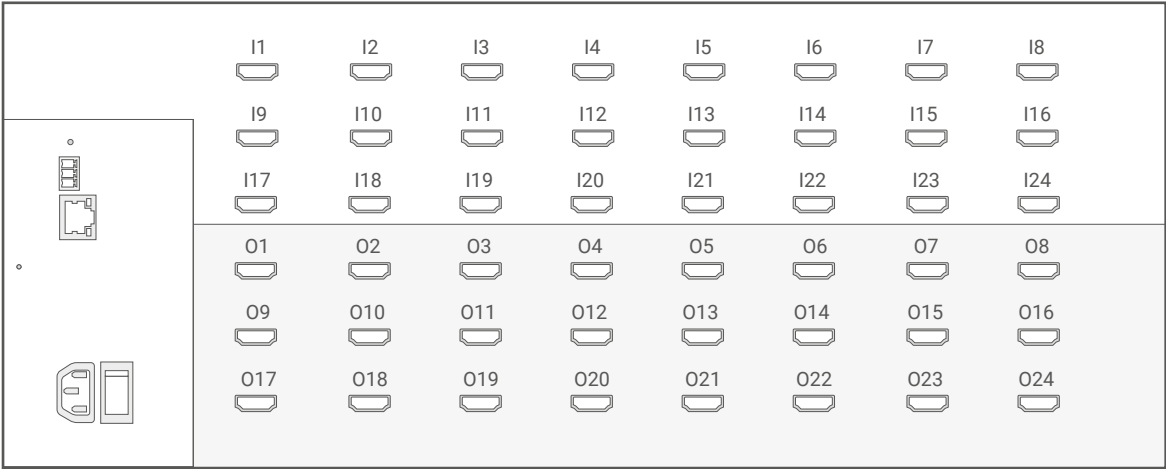 I1 I2 I3 I4 I5 I6 I7 I8
I9 I10 I11 I12 I13 I14 I15 I16
I17 I18 I19 I20 I21 I22 I23 I24
O1 O2 O3 O4 O5 O6 O7 O8
O9 O10 O11 O12 O13 O14 O15 O16
O17 O18 O19 O20 O21 O22 O23 O24